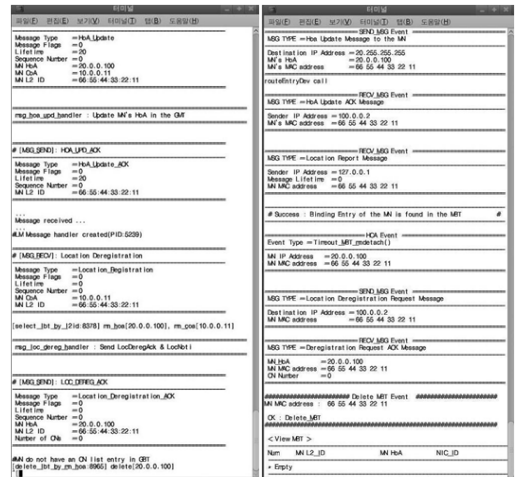 터미널
파일(F) 편집(E) 보기(V) 터미널(T) 탭(B) 도움말(H)
Message Type =HoA_Update
Message Flags =0
Lifetime =20
Sequence Number =0
MN HoA =20.0.0.100
MN CoA =10.0.0.11
MN L2 ID =66:55:44:33:22:11
msg_hoa_upd_handler : Update MN's HoA in the GMT
# [MSG_SEND]: HOA_UPD_ACK
Message Type =HoA_Update_ACK
Message Flags =0
Lifetime =20
Sequence Number =0
MN L2 ID =66:55:44:33:22:11
...
Message received ...
...
#LM Message handler created(PID:5239)
# [MSG_RECV]: Location Deregistration
Message Type =Location_Registration
Message Flags =0
Lifetime =0
Sequence Number =0
MN CoA =10.0.0.11
MN L2 ID =66:55:44:33:22:11
[select_lbt_by_l2id:8378] rm_hoa[20.0.0.100], rm_coa[10.0.0.11]
msg_loc_dereg_handler : Send LocDeregAck & LocNoti
# [MSG_SEND]: LOC_DEREG_ACK
Message Type =Location_Deregistration_ACK
Message Flags =0
Lifetime =0
Sequence Number =0
MN HoA =20.0.0.100
MN L2 ID =66:55:44:33:22:11
Number of CNs =0
#MN do not have an CN list entry in GBT
[delete_lbt_by_rm_hoa:8965] delete[20.0.0.100]
터미널
파일(F) 편집(E) 보기(V) 터미널(T) 탭(B) 도움말(H)
SEND_MSG Event
MSG TYPE =Hoa Update Message to the MN
Destination IP Address =20.255.255.255
MN's HoA =20.0.0.100
MN's MAC address =66 55 44 33 22 11
routeEntryDev call
RECV_MSG Event
MSG TYPE =HoA Update ACK Message
Sender IP Address =100.0.0.2
MN's MAC address =66 55 44 33 22 11
RECV_MSG Event
MSG TYPE =Location Report Message
Sender IP Address =127.0.0.1
Message Lifetime =0
MN MAC address =66 55 44 33 22 11
# Success : Binding Entry of the MN is found in the MBT #
HOA Event
Event Type =Timeout_MBT_mdetach()
MN IP Address =20.0.0.100
MN MAC address =66 55 44 33 22 11
SEND_MSG Event
MSG TYPE =Location Deregistration Request Message
Destination IP Address =100.0.0.2
MN MAC address =66 55 44 33 22 11
RECV_MSG Event
MSG TYPE =Deregistration Request ACK Message
MN_HoA =20.0.0.100
MN MAC address =66 55 44 33 22 11
CN Number =0
Delete MBT Event
MN MAC address : 66 55 44 33 22 11
OK : Delete_MBT
< View MBT >
Num MN L2_ID MN HoA NIC_ID
* Empty